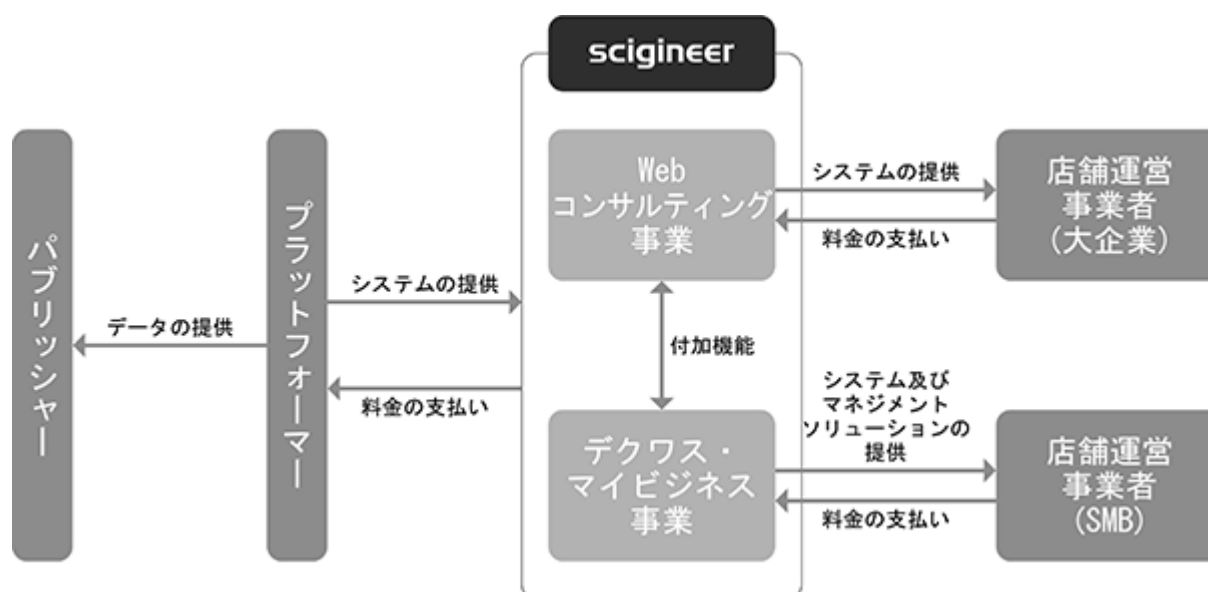 scigineer
パブリッシャー
データの提供
プラットフォーマー
システムの提供
料金の支払い
Web
コンサルティング
事業
付加機能
デクワス・
マイビジネス
事業
システムの提供
料金の支払い
店舗運営
事業者
(大企業)
システム及び
マネジメント
ソリューションの
提供
料金の支払い
店舗運営
事業者
(SMB)